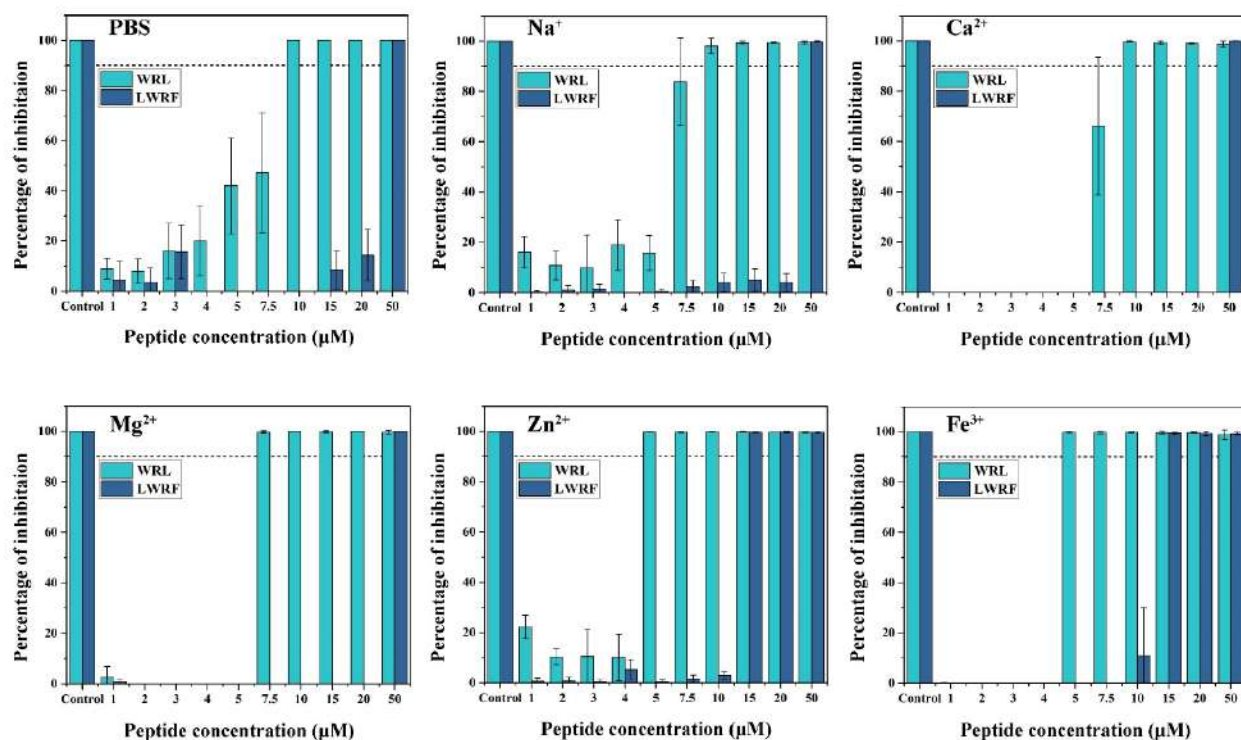 PBS
100
80
60
40
20
0
WRL
LWRF
Percentage of inhibitaion
Control 1 2 3 4 5 7.5 10 15 20 50
Peptide concentration (μM)
Na⁺
100
80
60
40
20
0
WRL
LWRF
Percentage of inhibitaion
Control 1 2 3 4 5 7.5 10 15 20 50
Peptide concentration (μM)
Ca²⁺
100
80
60
40
20
0
WRL
LWRF
Percentage of inhibitaion
Control 1 2 3 4 5 7.5 10 15 20 50
Peptide concentration (μM)
Mg²⁺
100
80
60
40
20
0
WRL
LWRF
Percentage of inhibitaion
Control 1 2 3 4 5 7.5 10 15 20 50
Peptide concentration (μM)
Zn²⁺
100
80
60
40
20
0
WRL
LWRF
Percentage of inhibitaion
Control 1 2 3 4 5 7.5 10 15 20 50
Peptide concentration (μM)
Fe³⁺
100
80
60
40
20
0
WRL
LWRF
Percentage of inhibitaion
Control 1 2 3 4 5 7.5 10 15 20 50
Peptide concentration (μM)